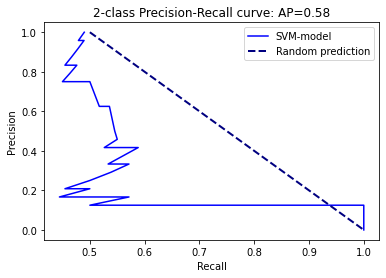 2-class Precision-Recall curve: AP=0.58
SVM-model
Random prediction
Precision
1.0
0.8
0.6
0.4
0.2
0.0
0.5
0.6
0.7
0.8
0.9
1.0
Recall